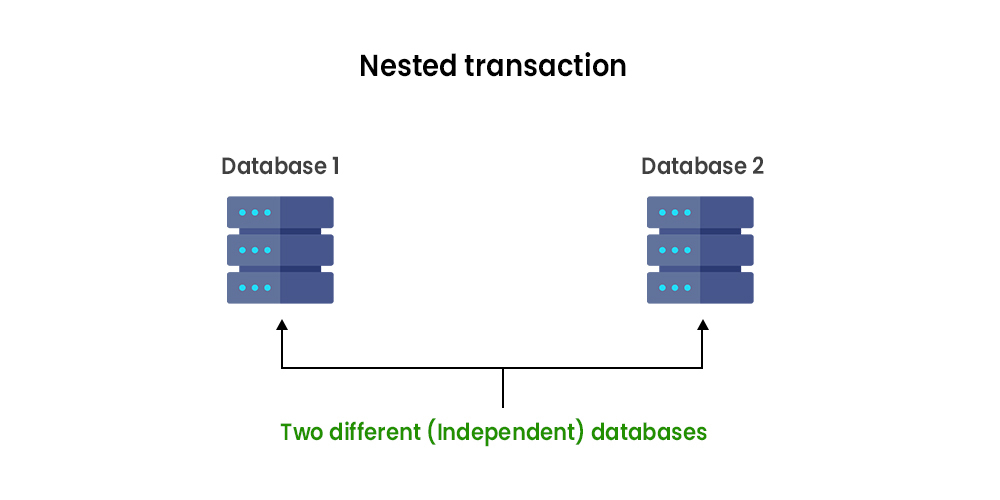 Nested transaction
Database 1
Database 2
Two different (Independent) databases